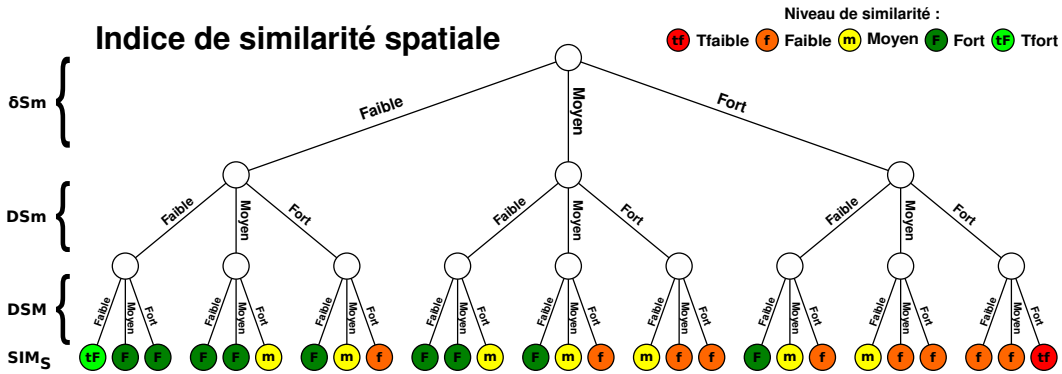 Niveau de similarité :
Indice de similarité spatiale
tf Tfaible f Faible m Moyen F Fort tF Tfort
δSm
Faible Moyen Fort
DSm
Faible Moyen Fort Faible Moyen Fort Faible Moyen Fort
DSM
Faible Moyen Fort Faible Moyen Fort Faible Moyen Fort Faible Moyen Fort Faible Moyen Fort Faible Moyen Fort Faible Moyen Fort Faible Moyen Fort Faible Moyen Fort
SIMS tF F F F F m F m f F F m F m f m f f F m f m f f f f tf